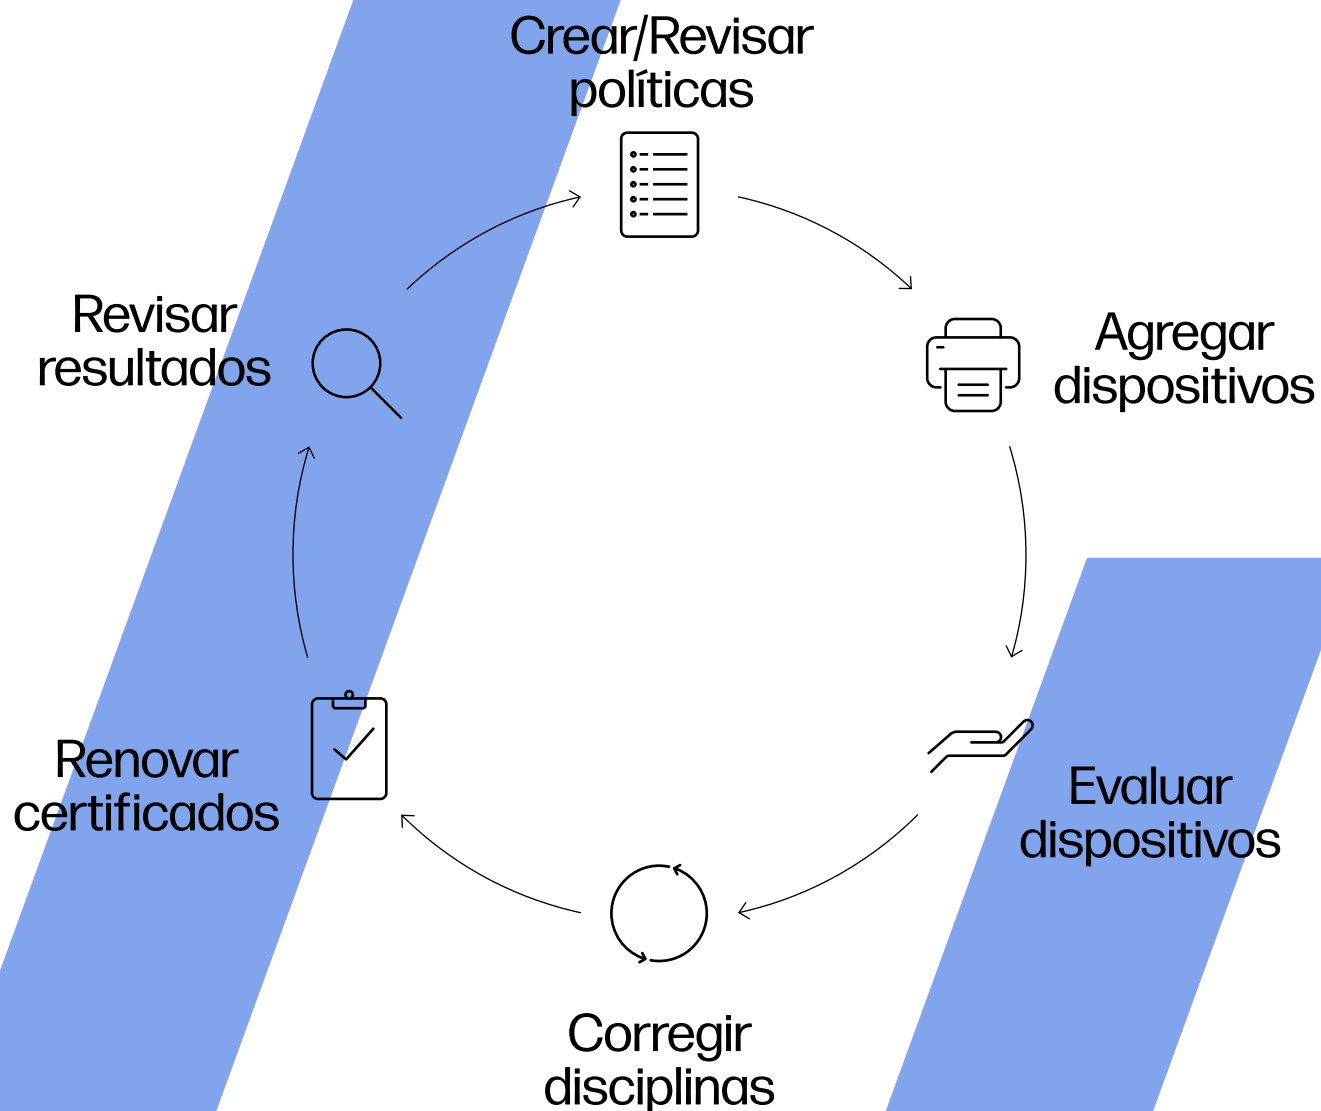 Crear/Revisar
políticas
Agregar
dispositivos
Evaluar
dispositivos
Corregir
disciplinas
Renovar
certificados
Revisar
resultados